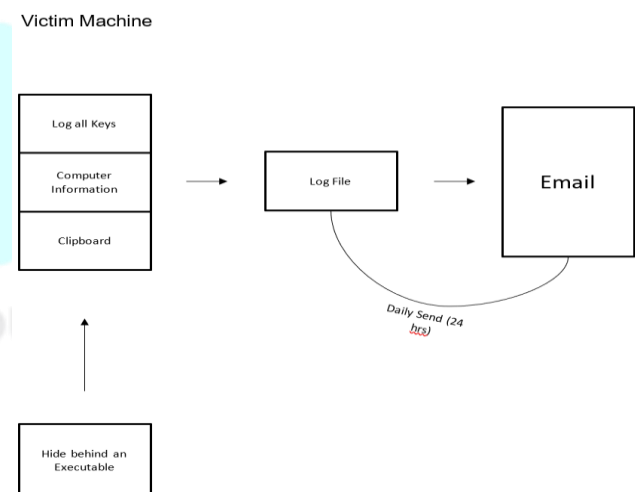 Victim Machine
Log all Keys
Computer
Information
Clipboard
Log File
Email
Daily Send (24
hrs)
Hide behind an
Executable